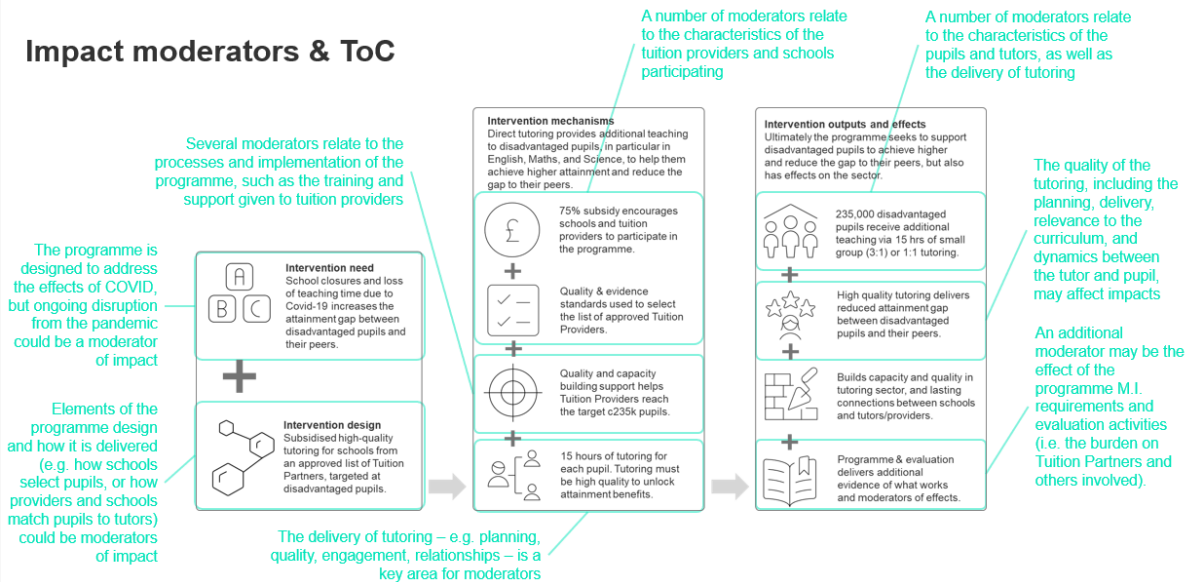 Impact moderators & ToC
A number of moderators relate
to the characteristics of the
tuition providers and schools
participating
A number of moderators relate
to the characteristics of the
pupils and tutors, as well as
the delivery of tutoring
Several moderators relate to the
processes and implementation of the
programme, such as the training and
support given to tuition providers
The programme is
designed to address
the effects of COVID,
but ongoing disruption
from the pandemic
could be a moderator
of impact
Elements of the
programme design
and how it is delivered
(e.g. how schools
select pupils, or how
providers and schools
match pupils to tutors)
could be moderators
of impact
A
B C
Intervention need
School closures and loss
of teaching time due to
Covid-19 increases the
attainment gap between
disadvantaged pupils and
their peers.
Intervention design
Subsidised high-quality
tutoring for schools from
an approved list of Tuition
Partners, targeted at
disadvantaged pupils.
Intervention mechanisms
Direct tutoring provides additional teaching
to disadvantaged pupils, in particular in
English, Maths, and Science, to help them
achieve higher attainment and reduce the
gap to their peers.
£
75% subsidy encourages
schools and tuition
providers to participate in
the programme.
Quality & evidence
standards used to select
the list of approved Tuition
Providers.
Quality and capacity
building support helps
Tuition Providers reach
the target c235k pupils.
15 hours of tutoring for
each pupil. Tutoring must
be high quality to unlock
attainment benefits.
The delivery of tutoring – e.g. planning,
quality, engagement, relationships – is a
key area for moderators
Intervention outputs and effects
Ultimately the programme seeks to support
disadvantaged pupils to achieve higher
and reduce the gap to their peers, but also
has effects on the sector.
235,000 disadvantaged
pupils receive additional
teaching via 15 hrs of small
group (3:1) or 1:1 tutoring.
High quality tutoring delivers
reduced attainment gap
between disadvantaged
pupils and their peers.
Builds capacity and quality in
tutoring sector, and lasting
connections between schools
and tutors/providers.
Programme & evaluation
delivers additional
evidence of what works
and moderators of effects.
The quality of the
tutoring, including the
planning, delivery,
relevance to the
curriculum, and
dynamics between
the tutor and pupil,
may affect impacts
An additional
moderator may be the
effect of the
programme M.I.
requirements and
evaluation activities
(i.e. the burden on
Tuition Partners and
others involved).